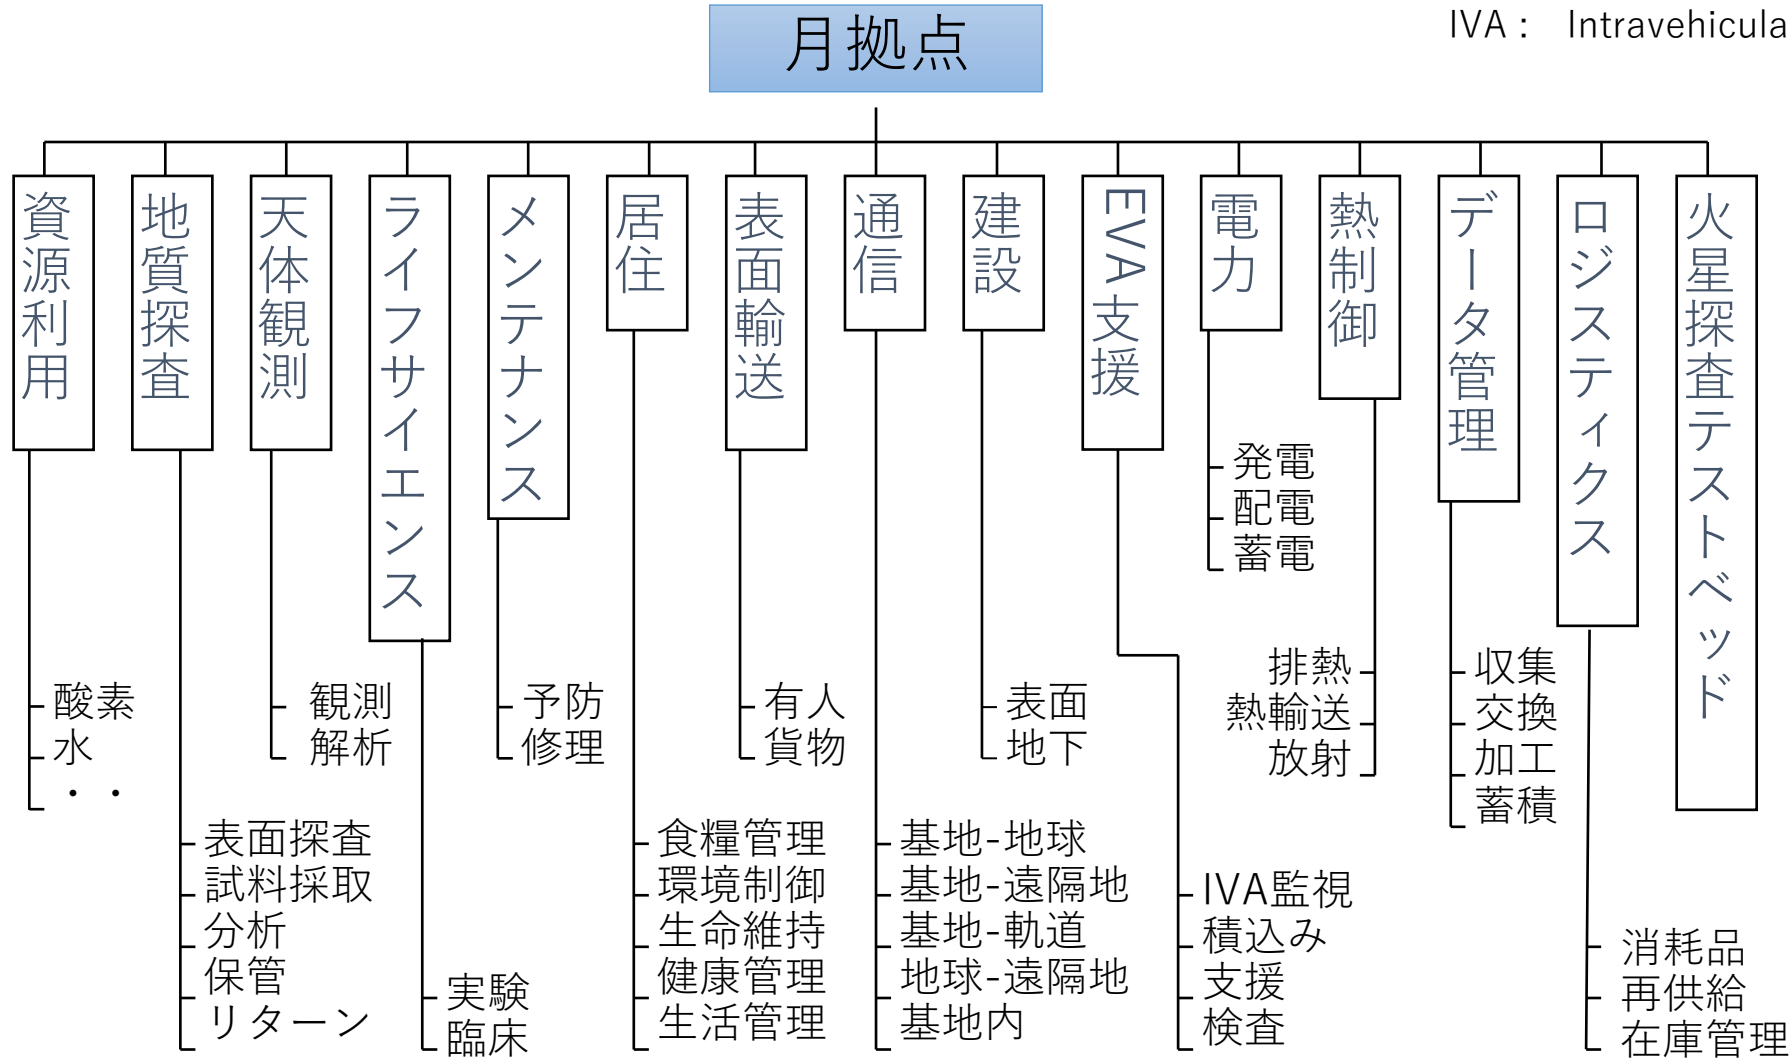 月拠点
IVA： Intravehicula
資源利用
地質探査
天体観測
ライフサイエンス
メンテナンス
居住
表面輸送
通信
建設
EVA支援
電力
熱制御
データ管理
ロジスティクス
火星探査テストベッド
酸素
水
・・
表面探査
試料採取
分析
保管
リターン
観測
解析
実験
臨床
予防
修理
食糧管理
環境制御
生命維持
健康管理
生活管理
有人
貨物
基地-地球
基地-遠隔地
基地-軌道
地球-遠隔地
基地内
表面
地下
IVA監視
積込み
支援
検査
発電
配電
蓄電
排熱
熱輸送
放射
収集
交換
加工
蓄積
消耗品
再供給
在庫管理